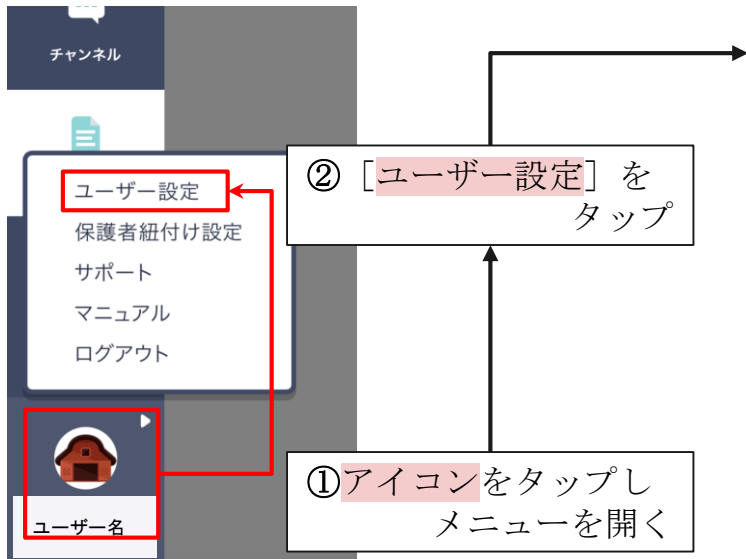 チャンネル
ユーザー設定
保護者紐付け設定
サポート
マニュアル
ログアウト
ユーザー名
②［ユーザー設定］を
タップ
①アイコンをタップし
メニューを開く